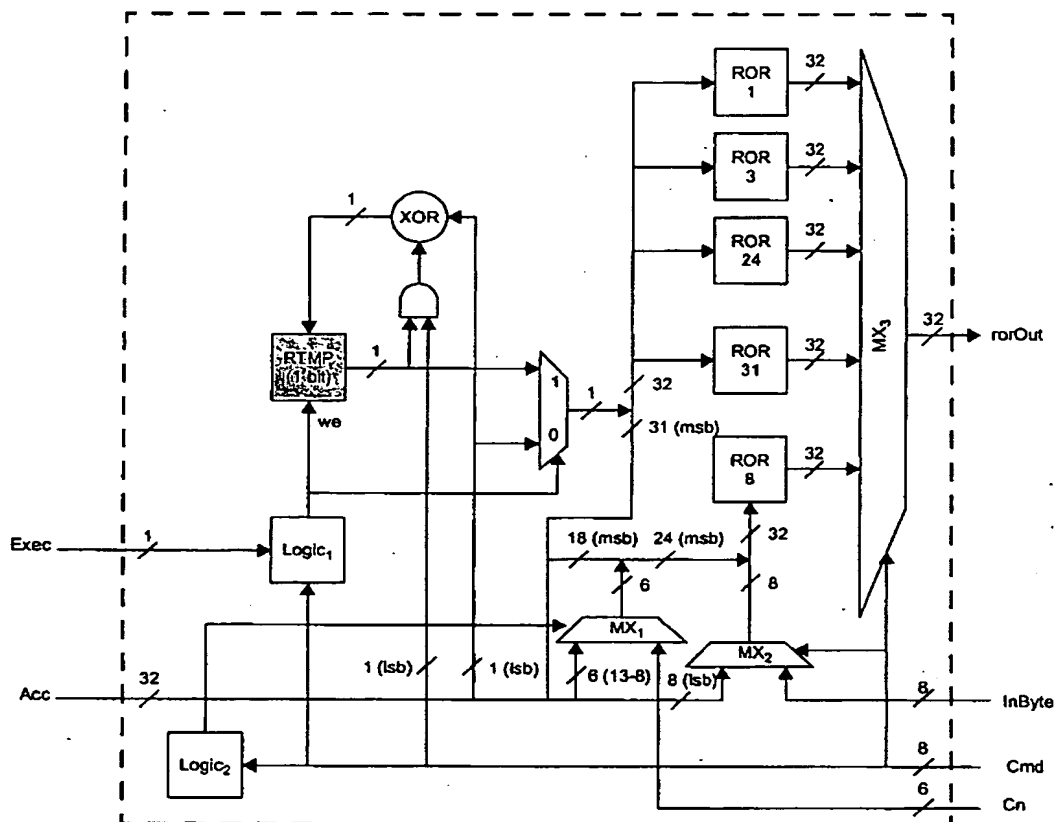 32
ROR
1
32
ROR
3
1
XOR
32
ROR
24
MX3
32
rorOut
RTMP
(1 bit)
1
we
1
0
1
32
31 (msb)
32
ROR
31
32
ROR
8
Exec
1
Logic1
18 (msb)
24 (msb)
32
6
8
MX1
MX2
1 (lsb)
1 (lsb)
6 (13-8)
8 (lsb)
Acc
32
8
InByte
Logic2
8
Cmd
6
Cn